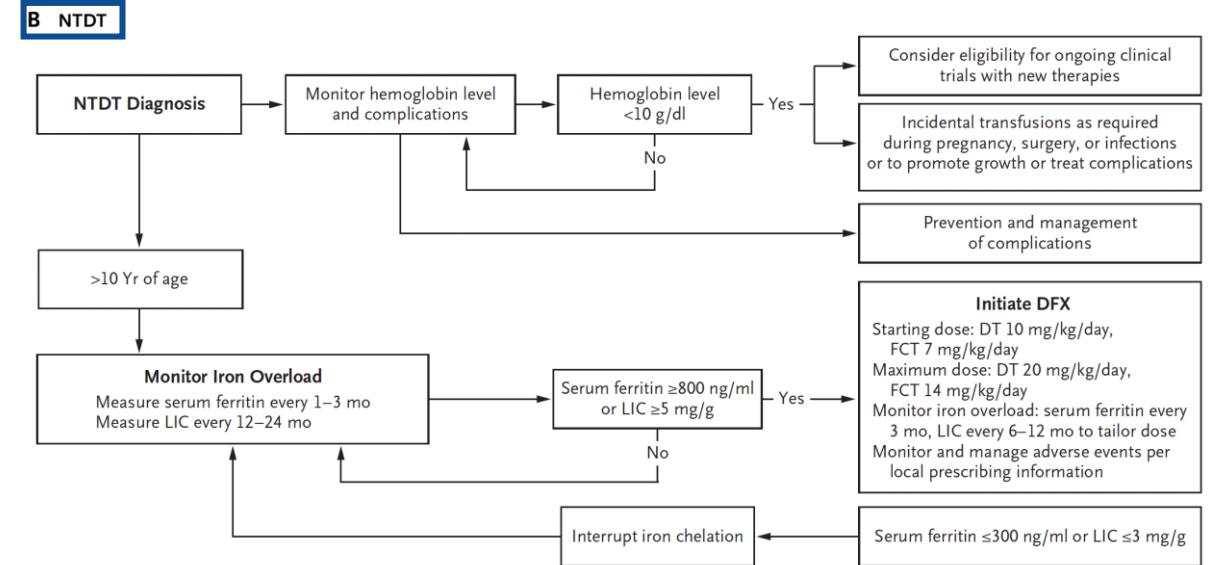 B NTDT
NTDT Diagnosis
Monitor hemoglobin level
and complications
Hemoglobin level
<10 g/dl
Yes
No
Consider eligibility for ongoing clinical
trials with new therapies
Incidental transfusions as required
during pregnancy, surgery, or infections
or to promote growth or treat complications
Prevention and management
of complications
>10 Yr of age
Monitor Iron Overload
Measure serum ferritin every 1–3 mo
Measure LIC every 12–24 mo
Serum ferritin ≥800 ng/ml
or LIC ≥5 mg/g
Yes
No
Initiate DFX
Starting dose: DT 10 mg/kg/day,
FCT 7 mg/kg/day
Maximum dose: DT 20 mg/kg/day,
FCT 14 mg/kg/day
Monitor iron overload: serum ferritin every
3 mo, LIC every 6–12 mo to tailor dose
Monitor and manage adverse events per
local prescribing information
Interrupt iron chelation
Serum ferritin ≤300 ng/ml or LIC ≤3 mg/g